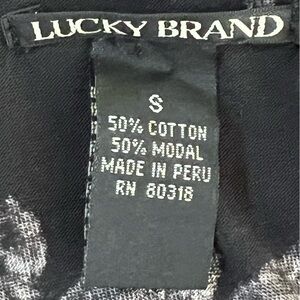 LUCKY BRAND
S
50% COTTON
50% MODAL
MADE IN PERU
RN 80318